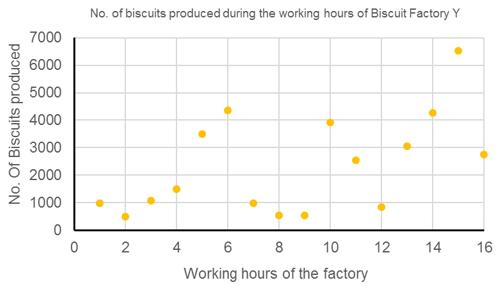 No. of biscuits produced during the working hours of Biscuit Factory Y
7000
6000
5000
4000
3000
2000
1000
0
No. Of Biscuits produced
0 2 4 6 8 10 12 14 16
Working hours of the factory